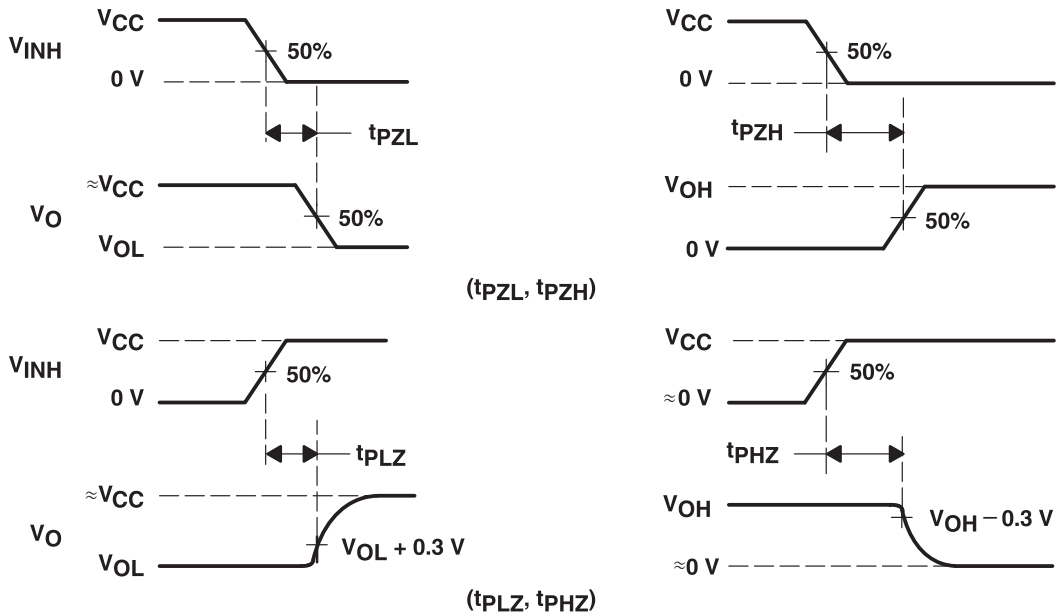 VINH
VCC
50%
0 V
tPZL
VO
≈VCC
50%
VOL
VCC
50%
0 V
tPZH
VOH
50%
0 V
(tPZL, tPZH)
VINH
VCC
50%
0 V
tPLZ
VO
≈VCC
VOL + 0.3 V
VOL
VCC
50%
≈0 V
tPHZ
VOH
VOH – 0.3 V
≈0 V
(tPLZ, tPHZ)